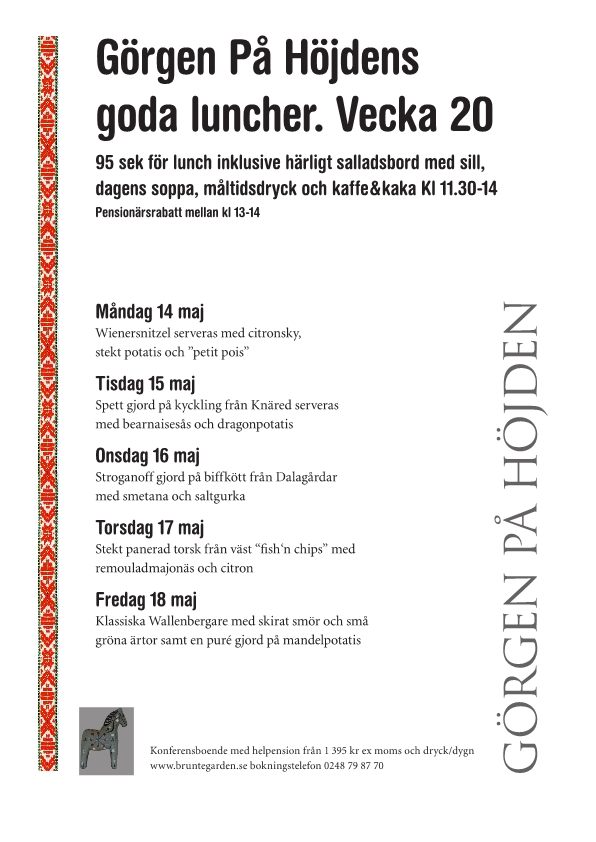 Görgen På Höjdens
goda luncher. Vecka 20
95 sek för lunch inklusive härligt salladsbord med sill,
dagens soppa, måltidsdryck och kaffe&kaka Kl 11.30-14
Pensionärsrabatt mellan kl 13-14
Måndag 14 maj
Wienersnitzel serveras med citronsky,
stekt potatis och ”petit pois”
Tisdag 15 maj
Spett gjord på kyckling från Knäred serveras
med bearnaisesås och dragonpotatis
Onsdag 16 maj
Stroganoff gjord på biffkött från Dalagårdar
med smetana och saltgurka
Torsdag 17 maj
Stekt panerad torsk från väst “fish‘n chips” med
remouladmajonäs och citron
Fredag 18 maj
Klassiska Wallenbergare med skirat smör och små
gröna ärtor samt en puré gjord på mandelpotatis
GÖRGEN PÅ HÖJDEN
Konferensboende med helpension från 1 395 kr ex moms och dryck/dygn
www.bruntegarden.se bokningstelefon 0248 79 87 70